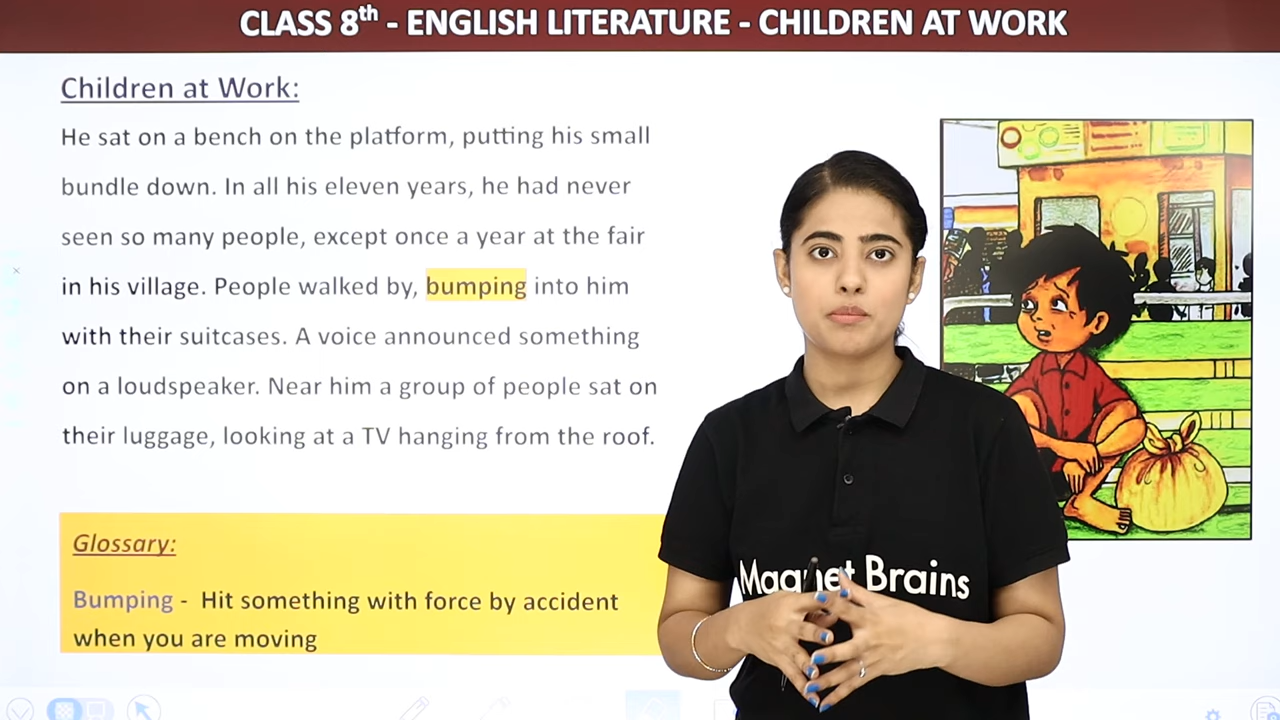 CLASS 8th - ENGLISH LITERATURE - CHILDREN AT WORK
Children at Work:
He sat on a bench on the platform, putting his small
bundle down. In all his eleven years, he had never
seen so many people, except once a year at the fair
in his village. People walked by, bumping into him
with their suitcases. A voice announced something
on a loudspeaker. Near him a group of people sat on
their luggage, looking at a TV hanging from the roof.
Glossary:
Bumping - Hit something with force by accident
when you are moving
Magnet Brains